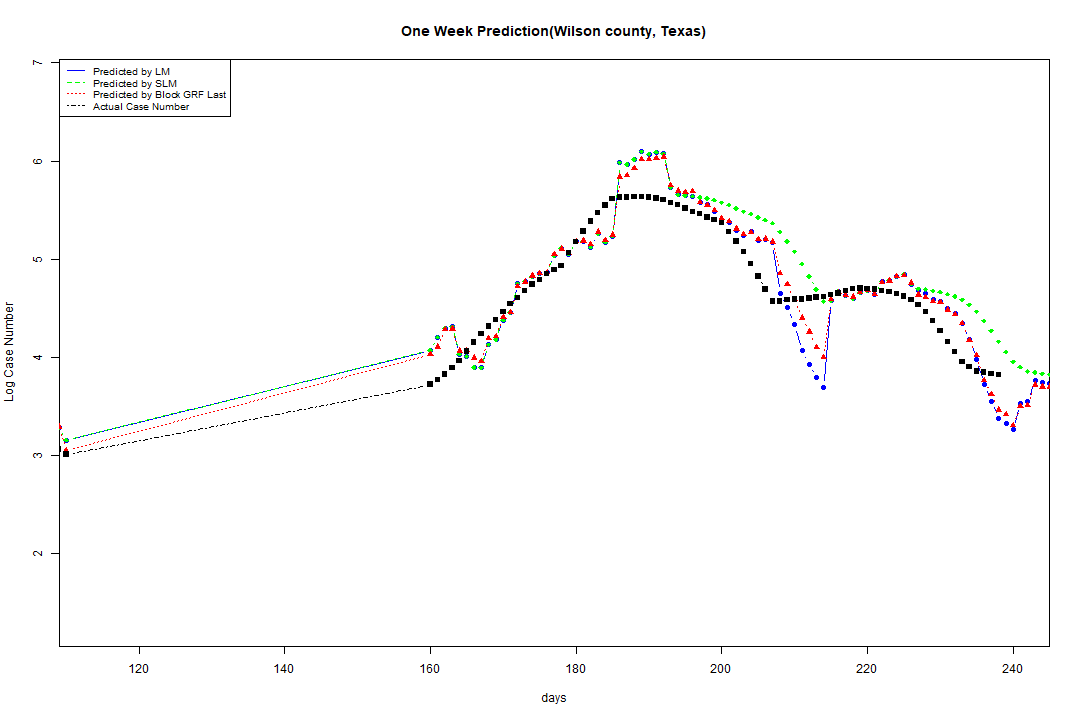 One Week Prediction(Wilson county, Texas)
Predicted by LM
Predicted by SLM
Predicted by Block GRF Last
Actual Case Number
7
6
5
4
3
2
Log Case Number
120 140 160 180 200 220 240
days